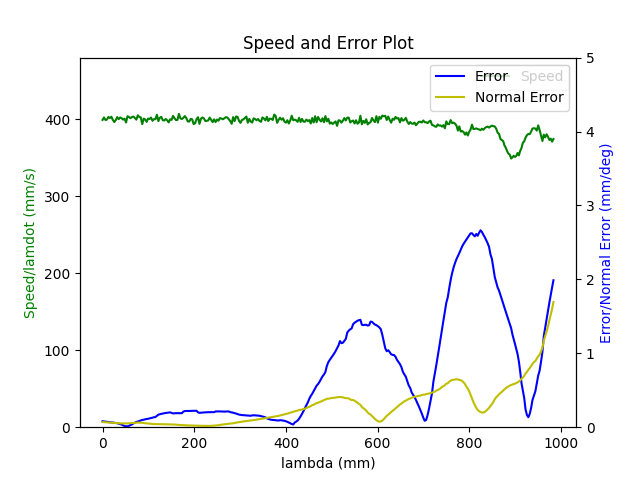 Speed and Error Plot
Error
Speed
Normal Error
Speed/lamdot (mm/s)
400
300
200
100
0
5
4
3
2
1
0
Error/Normal Error (mm/deg)
0
200
400
600
800
1000
lambda (mm)